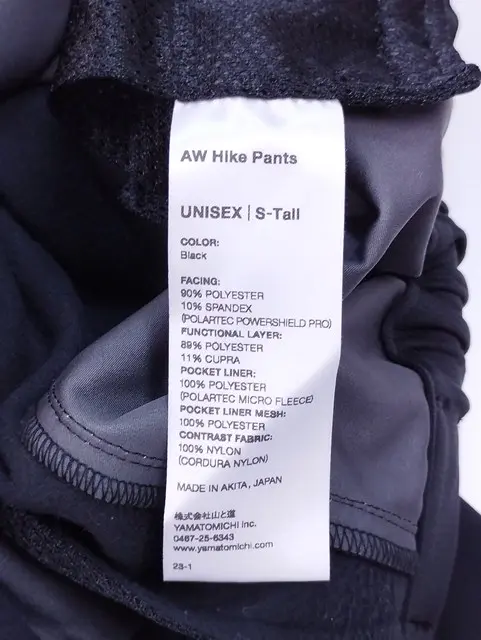 AW Hike Pants
UNISEX | S-Tall
COLOR:
Black
FACING:
90% POLYESTER
10% SPANDEX
(POLARTEC POWERSHIELD PRO)
FUNCTIONAL LAYER:
89% POLYESTER
11% CUPRA
POCKET LINER:
100% POLYESTER
(POLARTEC MICRO FLEECE)
POCKET LINER MESH:
100% POLYESTER
CONTRAST FABRIC:
100% NYLON
(CORDURA NYLON)
MADE IN AKITA, JAPAN
株式会社山と道
YAMATOMICHI Inc.
0467-25-6343
www.yamatomichi.com
23-1